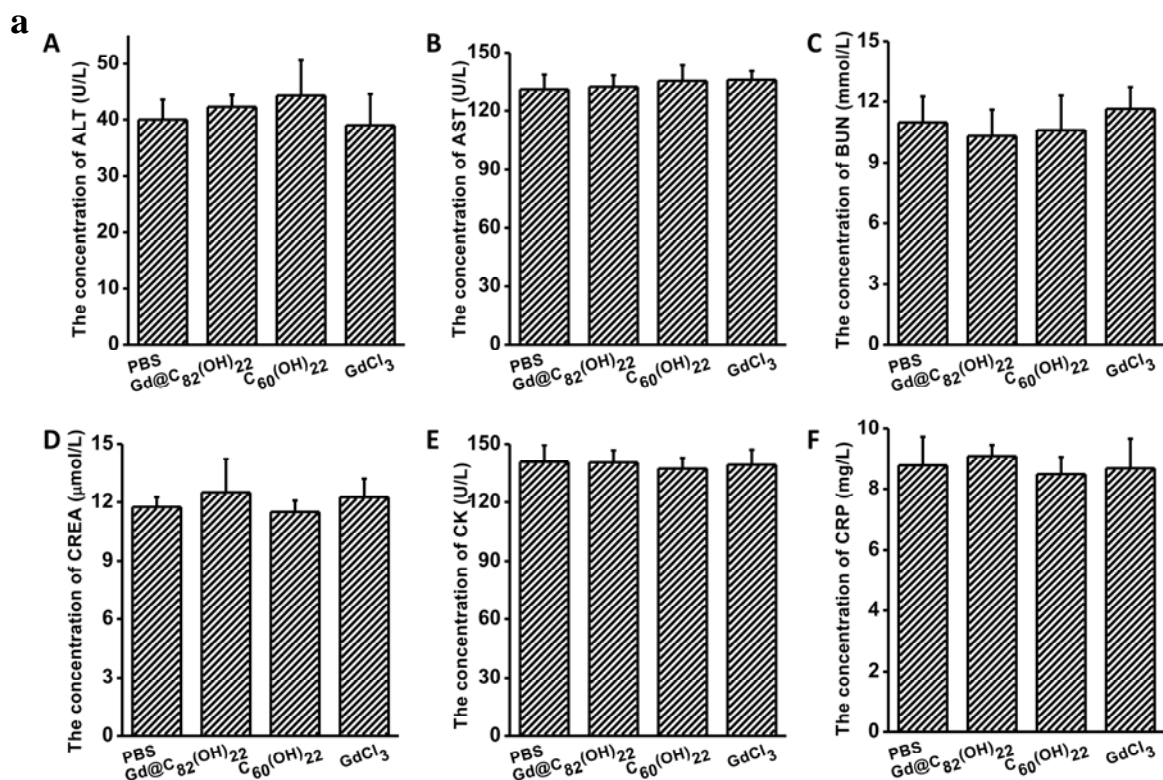 a
A
The concentration of ALT (U/L)
50
40
30
20
10
0
PBS
Gd@C82(OH)22
C60(OH)22
GdCl3
B
The concentration of AST (U/L)
150
120
90
60
30
0
PBS
Gd@C82(OH)22
C60(OH)22
GdCl3
C
The concentration of BUN (mmol/L)
15
12
9
6
3
0
PBS
Gd@C82(OH)22
C60(OH)22
GdCl3
D
The concentration of CREA (μmol/L)
15
12
9
6
3
0
PBS
Gd@C82(OH)22
C60(OH)22
GdCl3
E
The concentration of CK (U/L)
150
120
90
60
30
0
PBS
Gd@C82(OH)22
C60(OH)22
GdCl3
F
The concentration of CRP (mg/L)
10
8
6
4
2
0
PBS
Gd@C82(OH)22
C60(OH)22
GdCl3